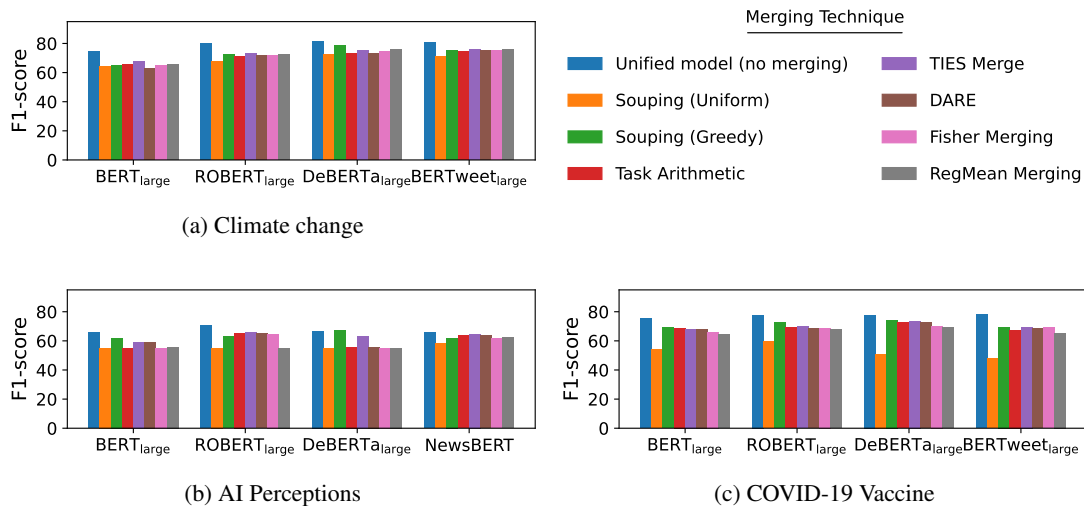 F1-score
80
60
40
20
0
BERTlarge
ROBERTlarge
DeBERTalarge
BERTweetlarge
(a) Climate change
Merging Technique
Unified model (no merging)
Souping (Uniform)
Souping (Greedy)
Task Arithmetic
TIES Merge
DARE
Fisher Merging
RegMean Merging
F1-score
80
60
40
20
0
BERTlarge
ROBERTlarge
DeBERTalarge
NewsBERT
(b) AI Perceptions
F1-score
80
60
40
20
0
BERTlarge
ROBERTlarge
DeBERTalarge
BERTweetlarge
(c) COVID-19 Vaccine